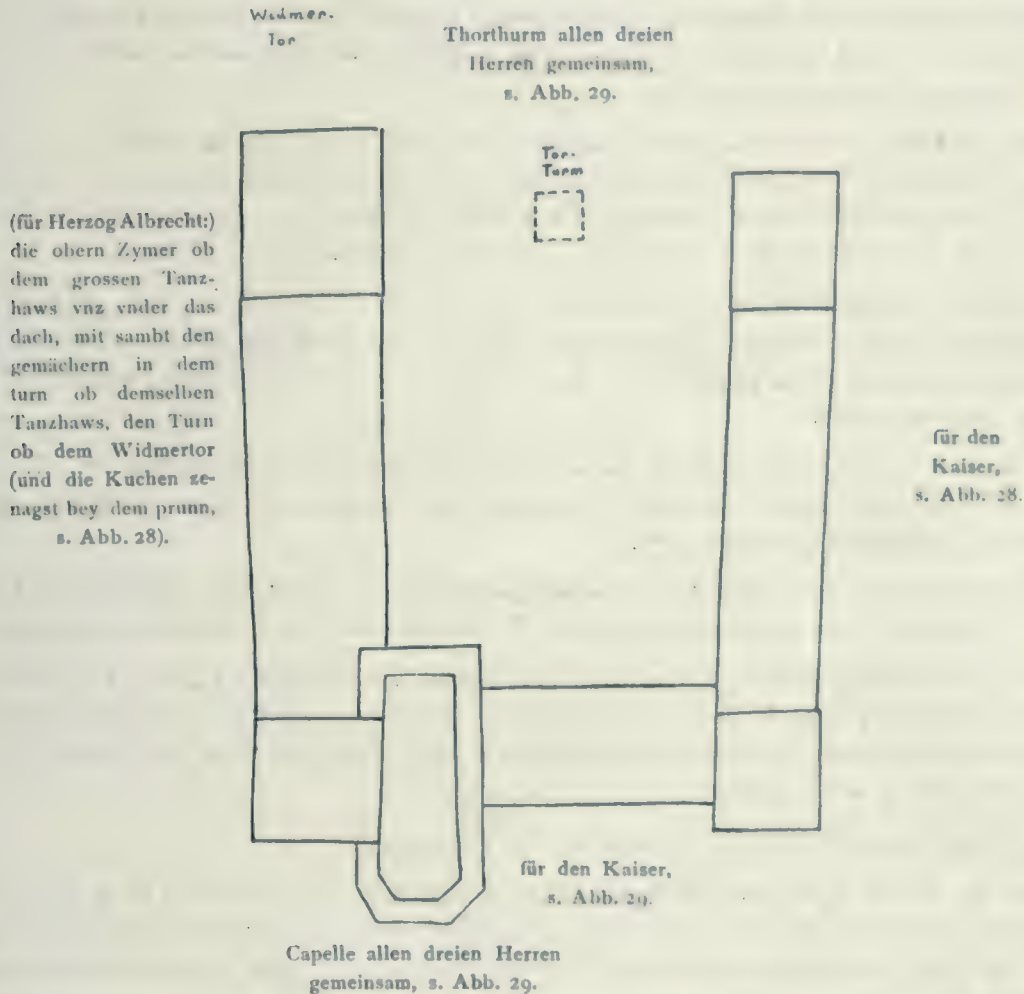 Widmer-
Tor
Thorthurm allen dreien
Herren gemeinsam,
s. Abb. 29.
Tor-
Turm
(für Herzog Albrecht:)
die obern Zymer ob
dem grossen Tanz-
haws vnz vnder das
dach, mit sambt den
gemächern in dem
turn ob demselben
Tanzhaws, den Turn
ob dem Widmertor
(und die Kuchen ze-
nagst bey dem prunn,
s. Abb. 28).
für den
Kaiser,
s. Abb. 28.
für den Kaiser,
s. Abb. 29.
Capelle allen dreien Herren
gemeinsam, s. Abb. 29.